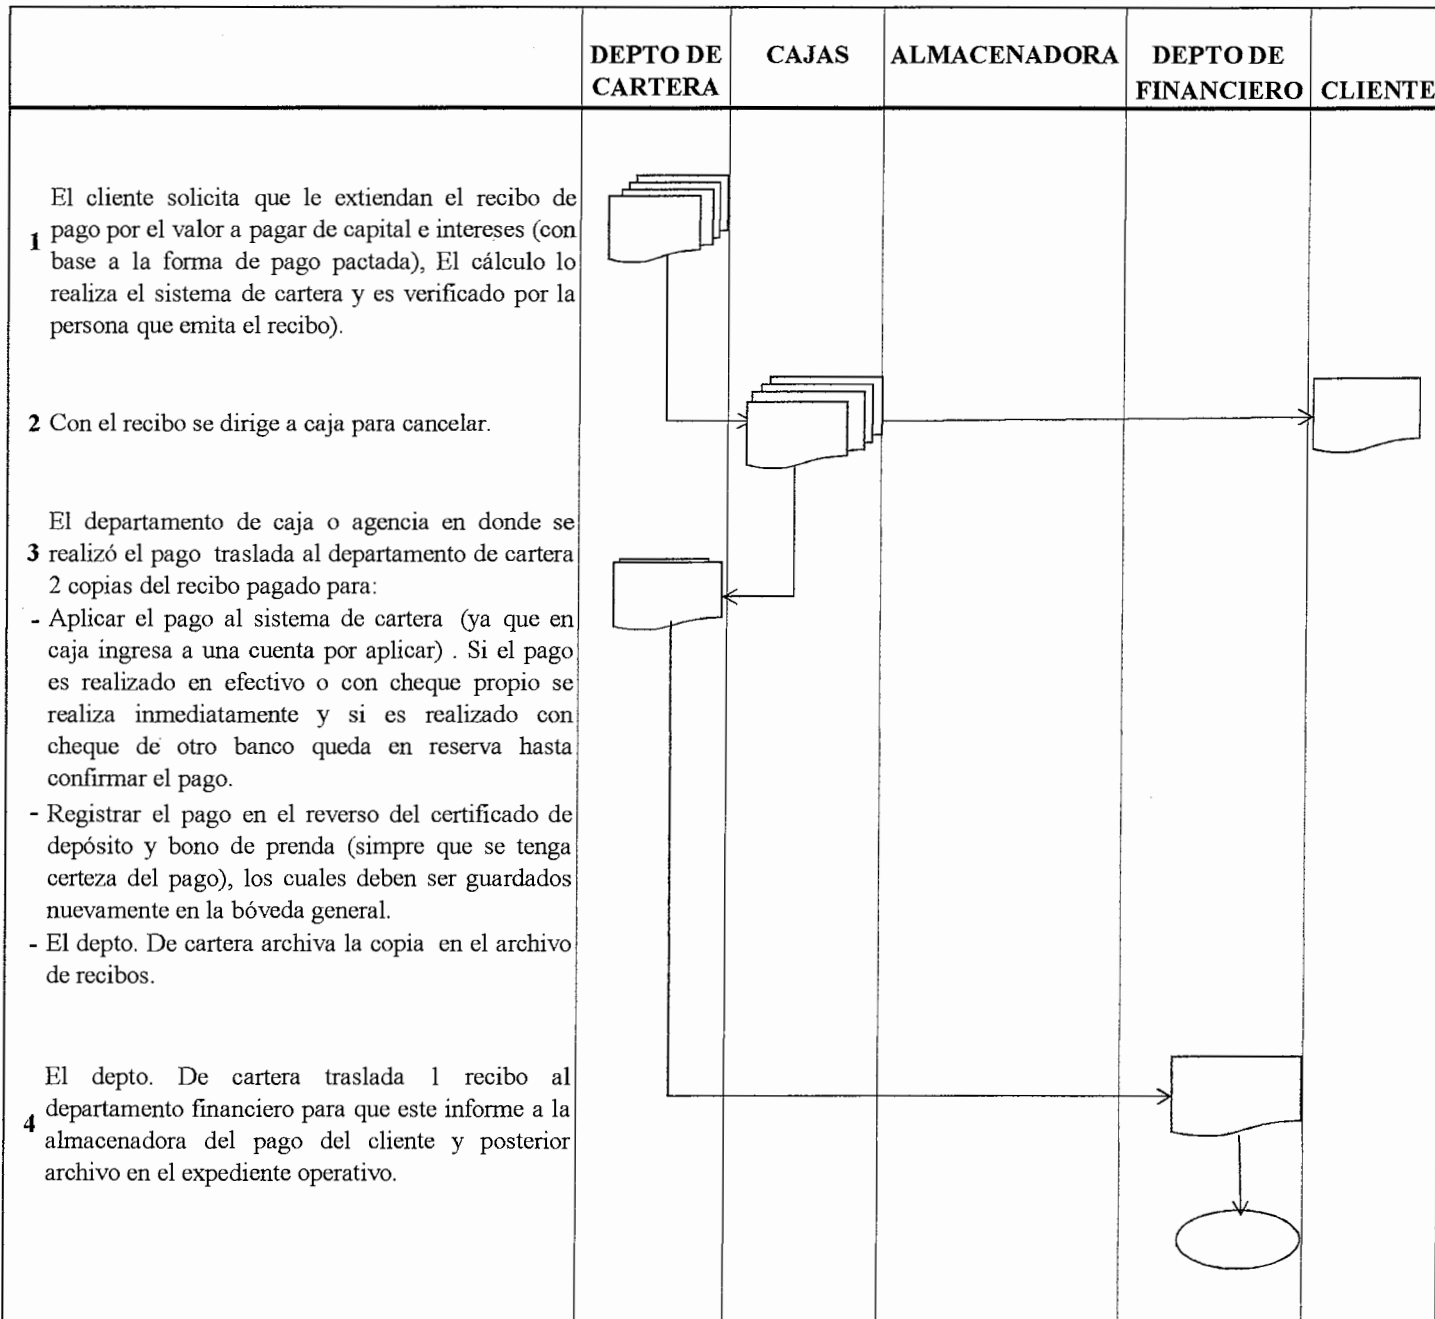 DEPTO DE CARTERA
CAJAS
ALMACENADORA
DEPTO DE FINANCIERO
CLIENTE
El cliente solicita que le extiendan el recibo de
1 pago por el valor a pagar de capital e intereses (con
base a la forma de pago pactada), El cálculo lo
realiza el sistema de cartera y es verificado por la
persona que emita el recibo).
2 Con el recibo se dirige a caja para cancelar.
El departamento de caja o agencia en donde se
3 realizó el pago traslada al departamento de cartera
2 copias del recibo pagado para:
- Aplicar el pago al sistema de cartera (ya que en
caja ingresa a una cuenta por aplicar) . Si el pago
es realizado en efectivo o con cheque propio se
realiza inmediatamente y si es realizado con
cheque de otro banco queda en reserva hasta
confirmar el pago.
- Registrar el pago en el reverso del certificado de
depósito y bono de prenda (simpre que se tenga
certeza del pago), los cuales deben ser guardados
nuevamente en la bóveda general.
- El depto. De cartera archiva la copia en el archivo
de recibos.
El depto. De cartera traslada 1 recibo al
4 departamento financiero para que este informe a la
almacenadora del pago del cliente y posterior
archivo en el expediente operativo.